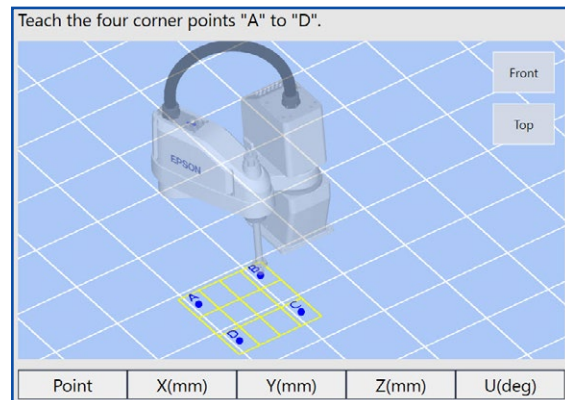 Teach the four corner points "A" to "D".
Front
Top
EPSON
B
A
C
D
Point X(mm) Y(mm) Z(mm) U(deg)